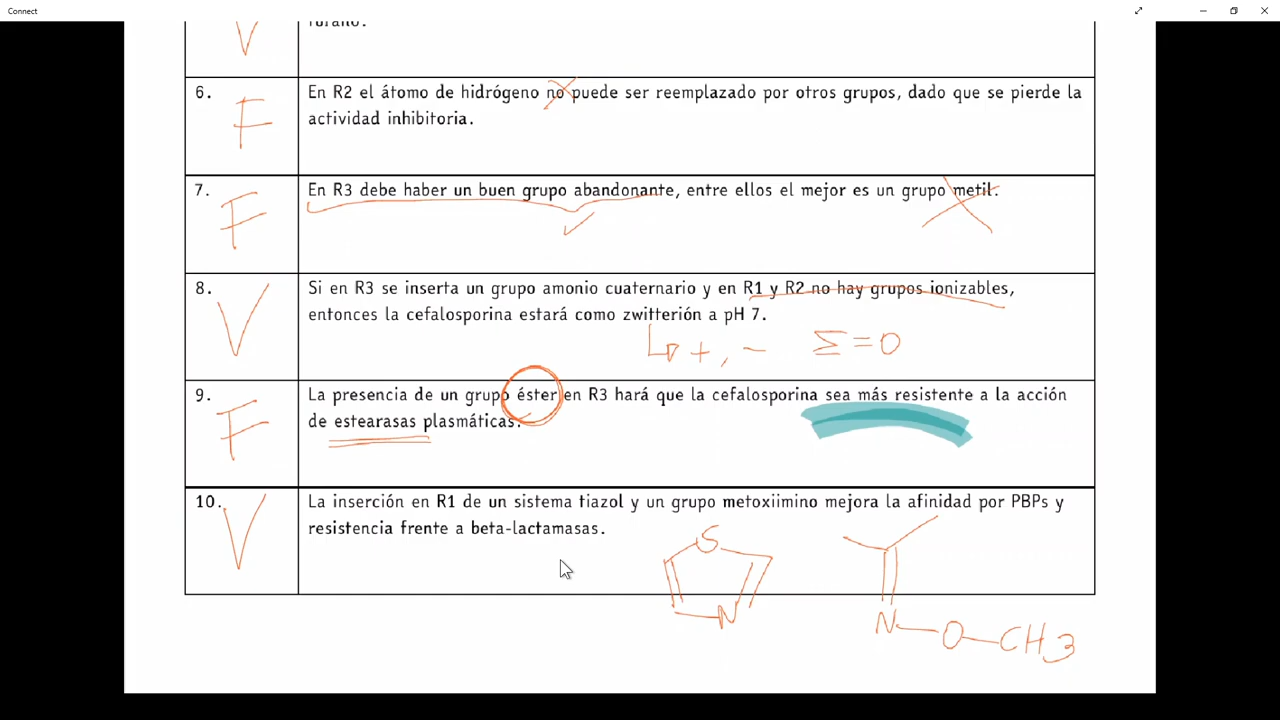 Connect
furano.
V
6.
F
En R2 el átomo de hidrógeno no puede ser reemplazado por otros grupos, dado que se pierde la
actividad inhibitoria.
7.
F
En R3 debe haber un buen grupo abandonante, entre ellos el mejor es un grupo metil.
8.
V
Si en R3 se inserta un grupo amonio cuaternario y en R1 y R2 no hay grupos ionizables,
entonces la cefalosporina estará como zwitterión a pH 7.
+, - Σ=0
9.
F
La presencia de un grupo éster en R3 hará que la cefalosporina sea más resistente a la acción
de estearasas plasmáticas.
10.
V
La inserción en R1 de un sistema tiazol y un grupo metoxiimino mejora la afinidad por PBPs y
resistencia frente a beta-lactamasas.
S
N
N-O-CH3